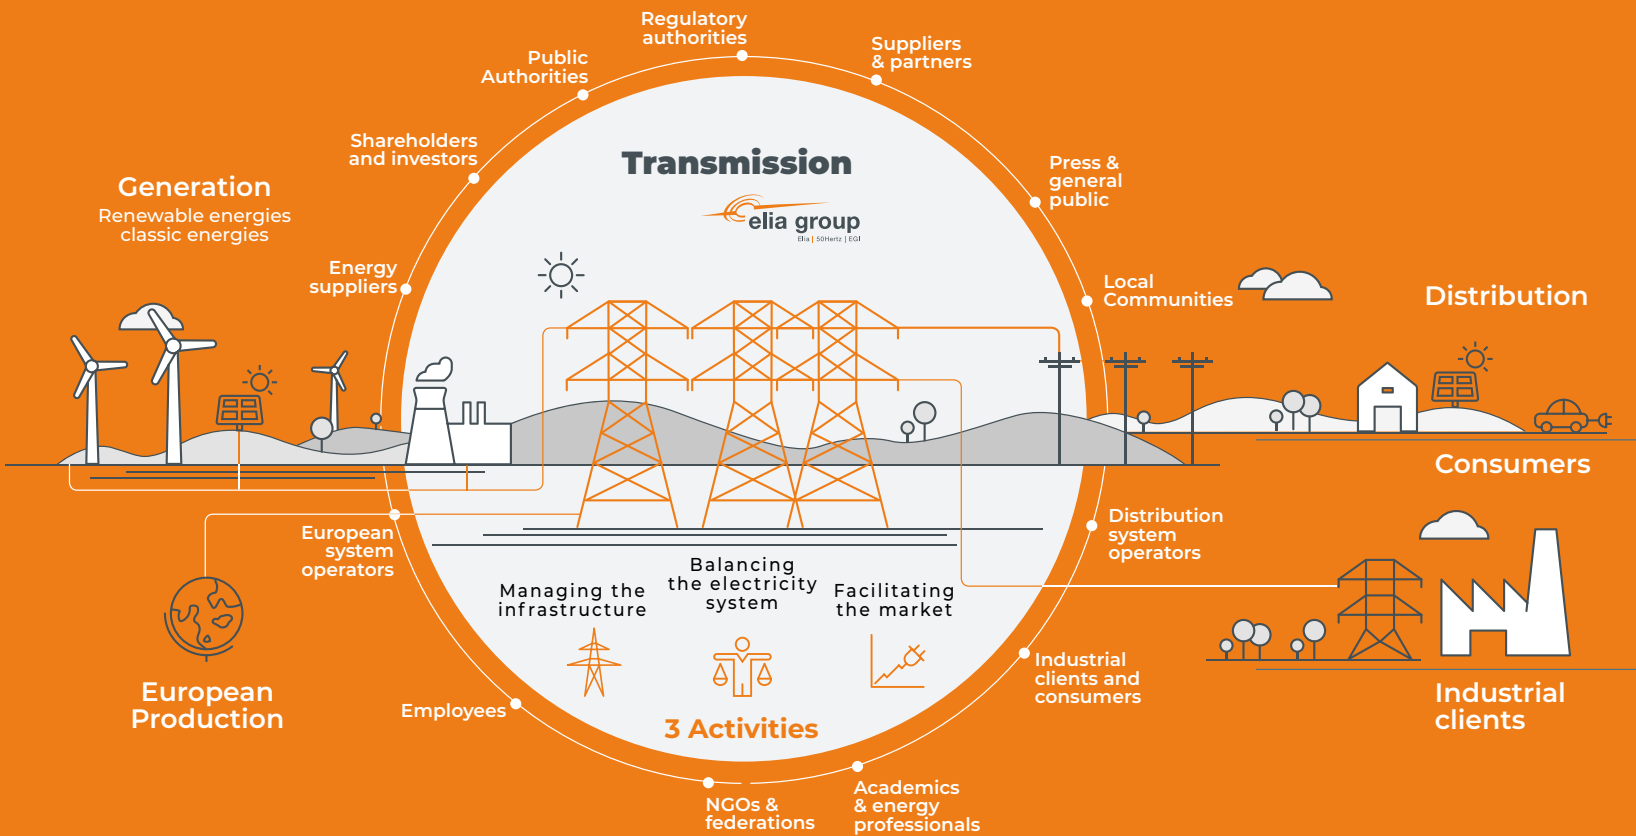 Regulatory
authorities
Suppliers
& partners
Public
Authorities
Shareholders
and investors
Transmission
elia group
Elia | 50Hertz | EGI
Press &
general
public
Generation
Renewable energies
classic energies
Energy
suppliers
Local
Communities
Distribution
Consumers
European
system
operators
Distribution
system
operators
Managing the
infrastructure
Balancing
the electricity
system
Facilitating
the market
European
Production
Employees
3 Activities
Industrial
clients and
consumers
Industrial
clients
NGOs &
federations
Academics
& energy
professionals